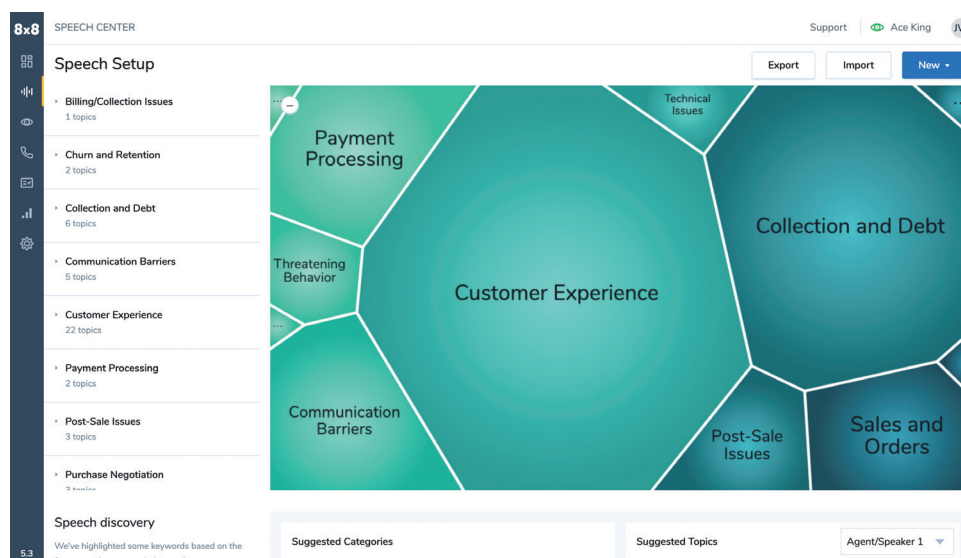 8x8
SPEECH CENTER
Support
Ace King
Speech Setup
Export
Import
New
Billing/Collection Issues
1 topics
Churn and Retention
2 topics
Collection and Debt
6 topics
Communication Barriers
5 topics
Customer Experience
22 topics
Payment Processing
2 topics
Post-Sale Issues
3 topics
Purchase Negotiation
3 topics
Speech discovery
We've highlighted some keywords based on the
5.3
...
Payment
Processing
Technical
Issues
...
Collection and Debt
Threatening
Behavior
Customer Experience
...
Communication
Barriers
Post-Sale
Issues
Sales and
Orders
Suggested Categories
Suggested Topics
Agent/Speaker 1